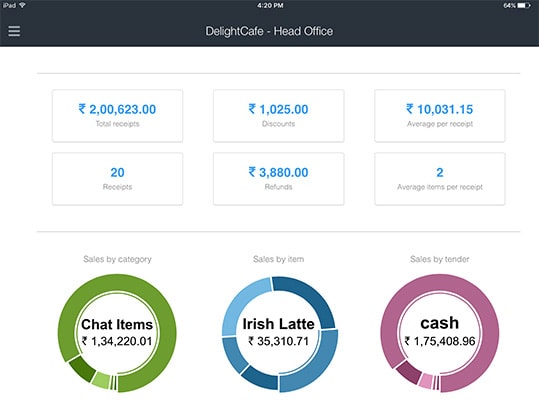 iPad 4:20 PM 64%
DelightCafe - Head Office
₹ 2,00,623.00 ₹ 1,025.00 ₹ 10,031.15
Total receipts Discounts Average per receipt
20 ₹ 3,880.00 2
Receipts Refunds Average items per receipt
Sales by category Sales by item Sales by tender
Chat Items Irish Latte cash
₹ 1,34,220.01 ₹ 35,310.71 ₹ 1,75,408.96